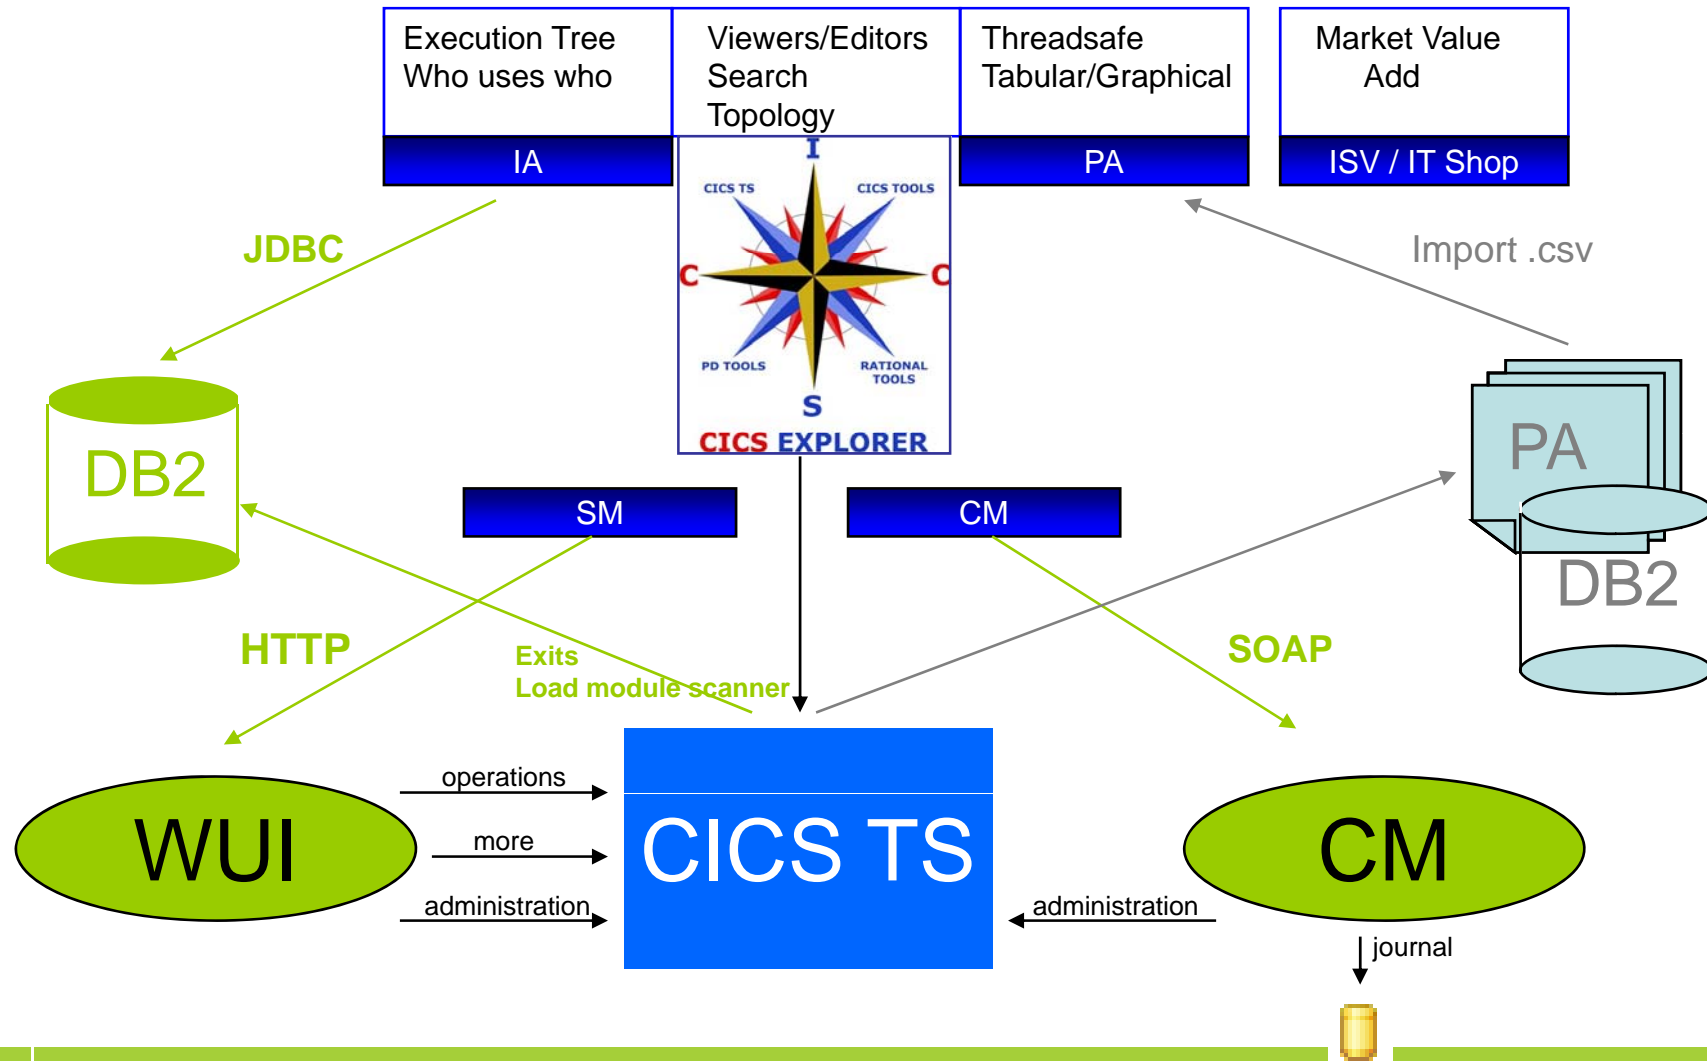 Execution Tree
Who uses who
Viewers/Editors
Search
Topology
Threadsafe
Tabular/Graphical
Market Value
Add
IA
PA
ISV / IT Shop
I
CICS TS
CICS TOOLS
C
C
PD TOOLS
RATIONAL
TOOLS
S
CICS EXPLORER
JDBC
Import .csv
DB2
PA
DB2
SM
CM
HTTP
Exits
Load module scanner
SOAP
WUI
operations
more
administration
CICS TS
administration
CM
journal